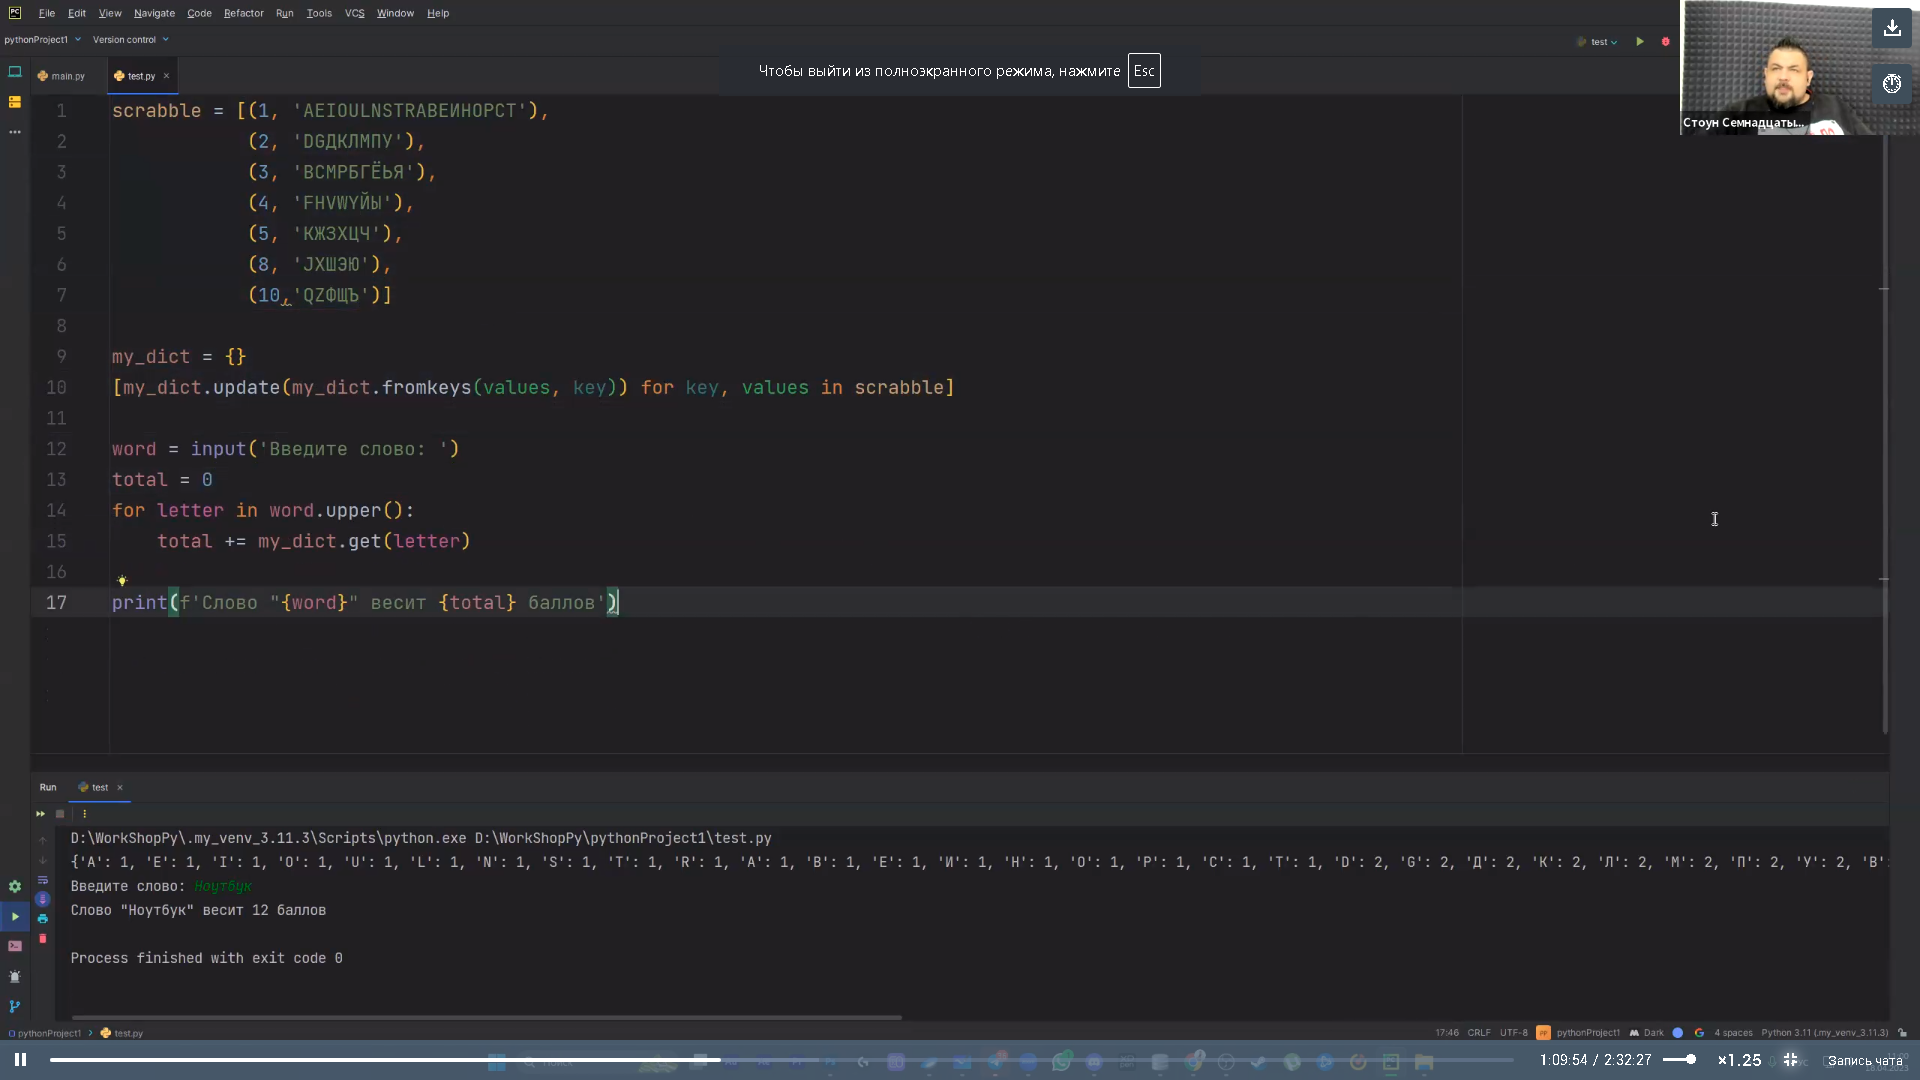 File Edit View Navigate Code Refactor Run Tools VCS Window Help
pythonProject1 Version control test
Чтобы выйти из полноэкранного режима, нажмите Esc
main.py test.py
Стоун Семнадцаты...
1 scrabble = [(1, 'AEIOULNSTRАВЕИНОРСТ'),
2 (2, 'DGДКЛМПУ'),
3 (3, 'BCMPБГЁЬЯ'),
4 (4, 'FHVWYЙЫ'),
5 (5, 'KЖЗХЦЧ'),
6 (8, 'JXШЭЮ'),
7 (10,'QZФЩЪ')]
8
9 my_dict = {}
10 [my_dict.update(my_dict.fromkeys(values, key)) for key, values in scrabble]
11
12 word = input('Введите слово: ')
13 total = 0
14 for letter in word.upper():
15 total += my_dict.get(letter)
16
17 print(f'Слово "{word}" весит {total} баллов')
Run test
D:\WorkShopPy\.my_venv_3.11.3\Scripts\python.exe D:\WorkShopPy\pythonProject1\test.py
{'A': 1, 'E': 1, 'I': 1, 'O': 1, 'U': 1, 'L': 1, 'N': 1, 'S': 1, 'T': 1, 'R': 1, 'А': 1, 'В': 1, 'Е': 1, 'И': 1, 'Н': 1, 'О': 1, 'Р': 1, 'С': 1, 'Т': 1, 'D': 2, 'G': 2, 'Д': 2, 'К': 2, 'Л': 2, 'М': 2, 'П': 2, 'У': 2, 'B':
Введите слово: Ноутбук
Слово "Ноутбук" весит 12 баллов
Process finished with exit code 0
pythonProject1 test.py 17:46 CRLF UTF-8 pythonProject1 Dark 4 spaces Python 3.11 (.my_venv_3.11.3)
1:09:54 / 2:32:27 ×1.25 Запись чата